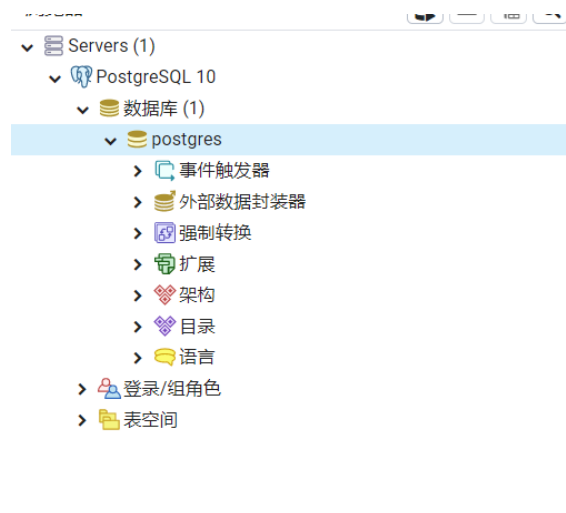 Servers (1)
PostgreSQL 10
数据库 (1)
postgres
事件触发器
外部数据封装器
强制转换
扩展
架构
目录
语言
登录/组角色
表空间